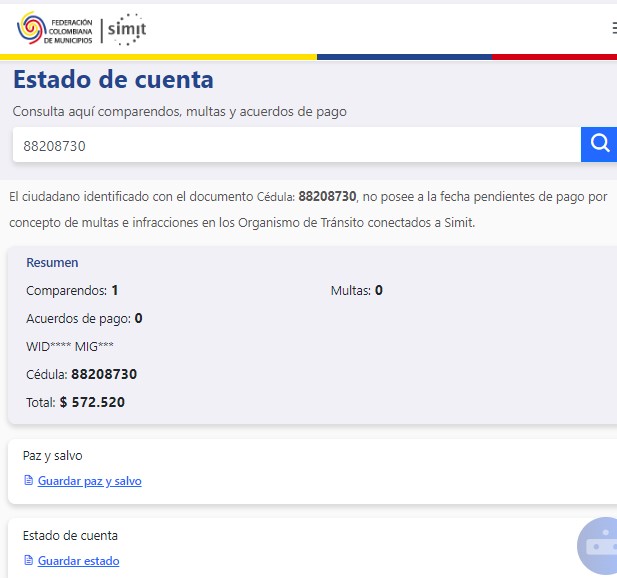 FEDERACIÓN
COLOMBIANA
DE MUNICIPIOS
simit
Estado de cuenta
Consulta aquí comparendos, multas y acuerdos de pago
88208730
El ciudadano identificado con el documento Cédula: 88208730, no posee a la fecha pendientes de pago por
concepto de multas e infracciones en los Organismo de Tránsito conectados a Simit.
Resumen
Comparendos: 1 Multas: 0
Acuerdos de pago: 0
WID**** MIG***
Cédula: 88208730
Total: $ 572.520
Paz y salvo
Guardar paz y salvo
Estado de cuenta
Guardar estado